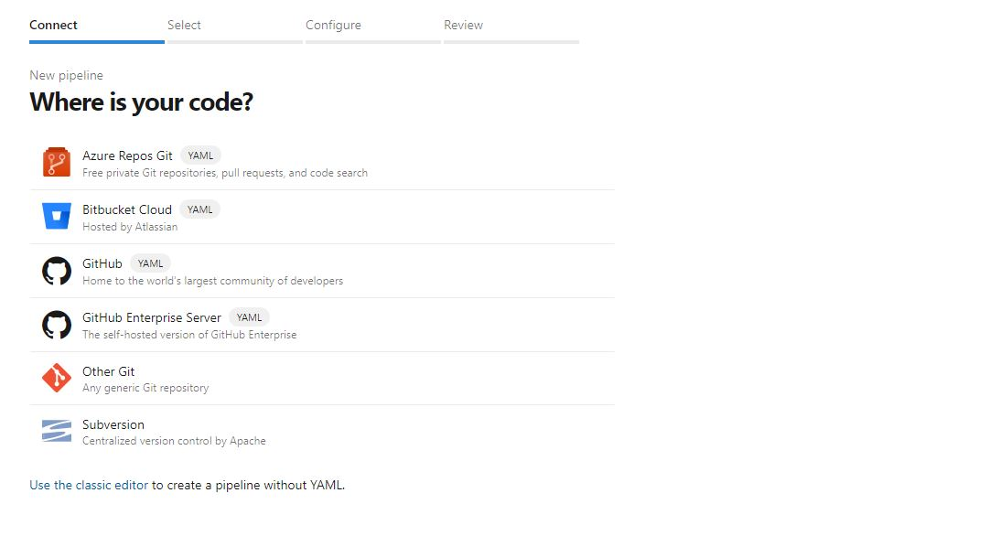 Connect Select Configure Review
New pipeline
Where is your code?
Azure Repos Git YAML
Free private Git repositories, pull requests, and code search
Bitbucket Cloud YAML
Hosted by Atlassian
GitHub YAML
Home to the world's largest community of developers
GitHub Enterprise Server YAML
The self-hosted version of GitHub Enterprise
Other Git
Any generic Git repository
Subversion
Centralized version control by Apache
Use the classic editor to create a pipeline without YAML.